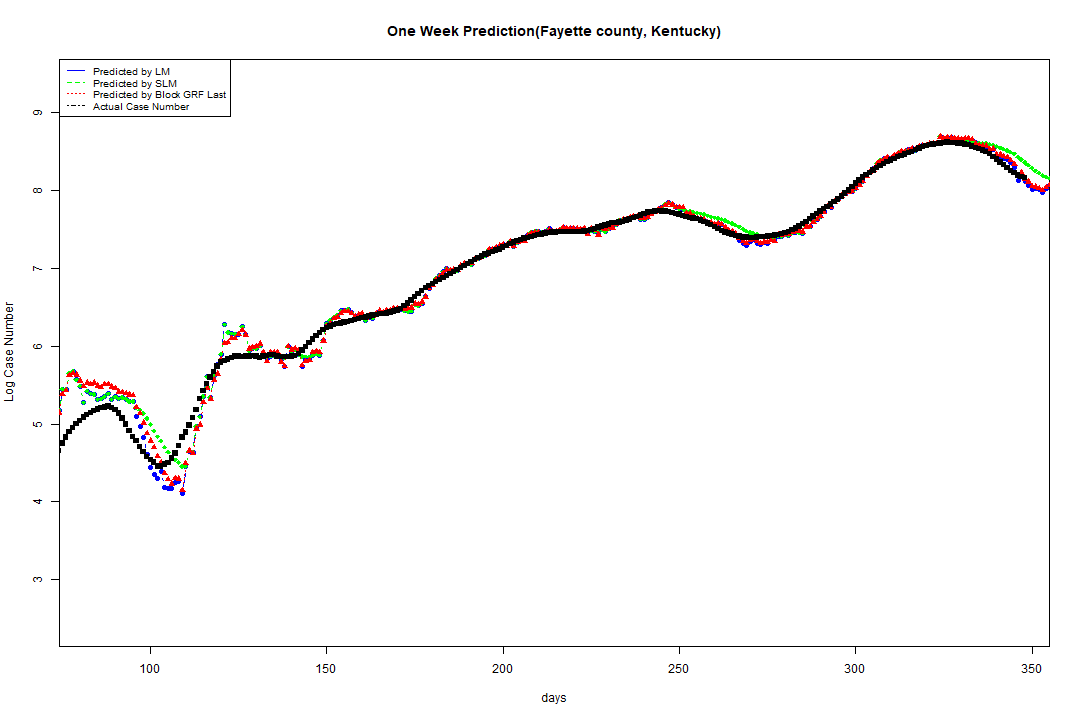 One Week Prediction(Fayette county, Kentucky)
Predicted by LM
Predicted by SLM
Predicted by Block GRF Last
Actual Case Number
9
8
7
6
5
4
3
Log Case Number
100 150 200 250 300 350
days